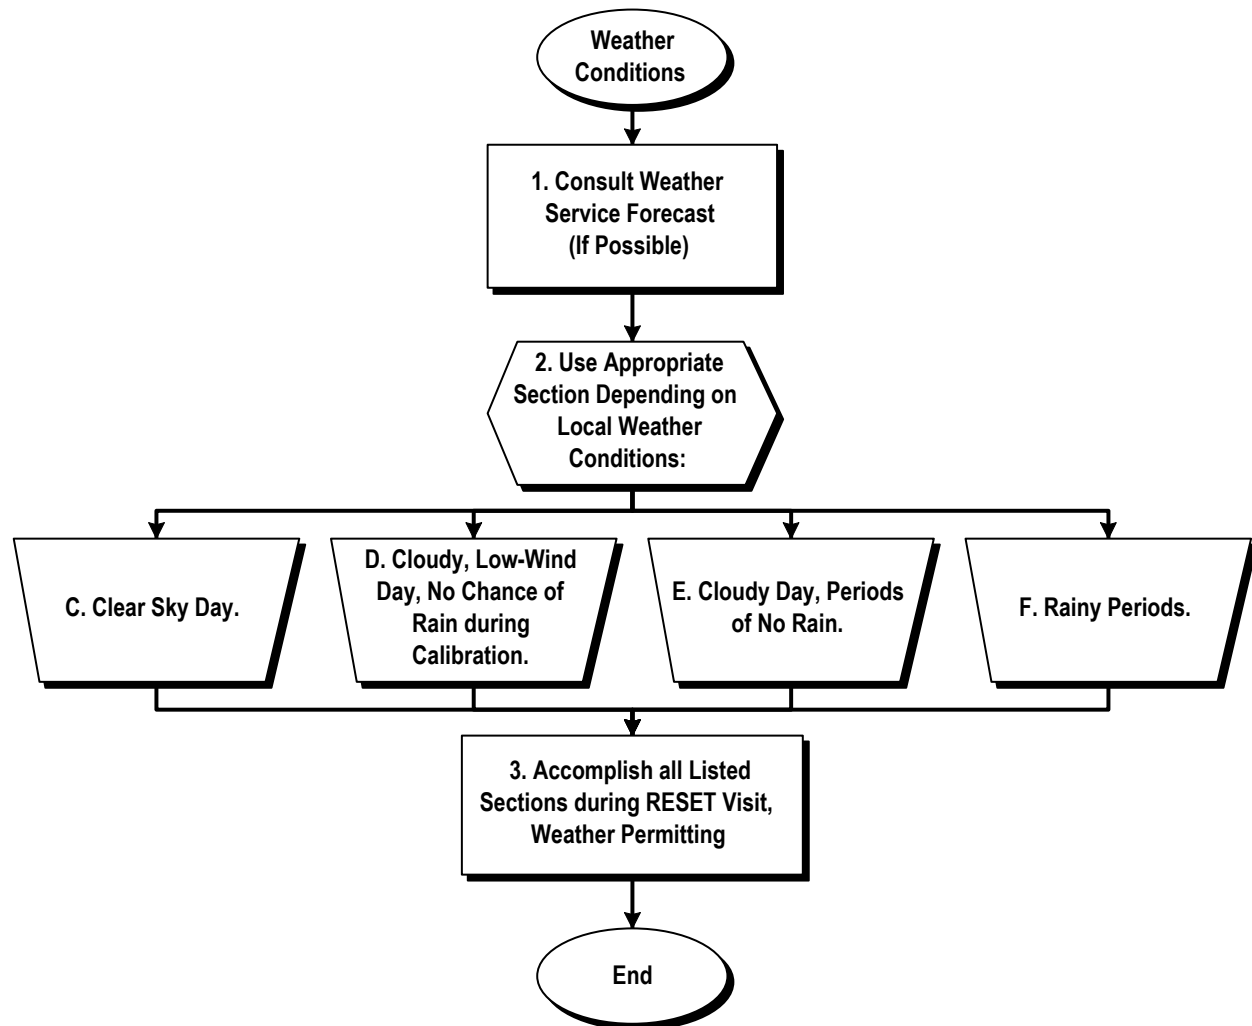 Weather
Conditions
1. Consult Weather
Service Forecast
(If Possible)
2. Use Appropriate
Section Depending on
Local Weather
Conditions:
C. Clear Sky Day.
D. Cloudy, Low-Wind
Day, No Chance of
Rain during
Calibration.
E. Cloudy Day, Periods
of No Rain.
F. Rainy Periods.
3. Accomplish all Listed
Sections during RESET Visit,
Weather Permitting
End